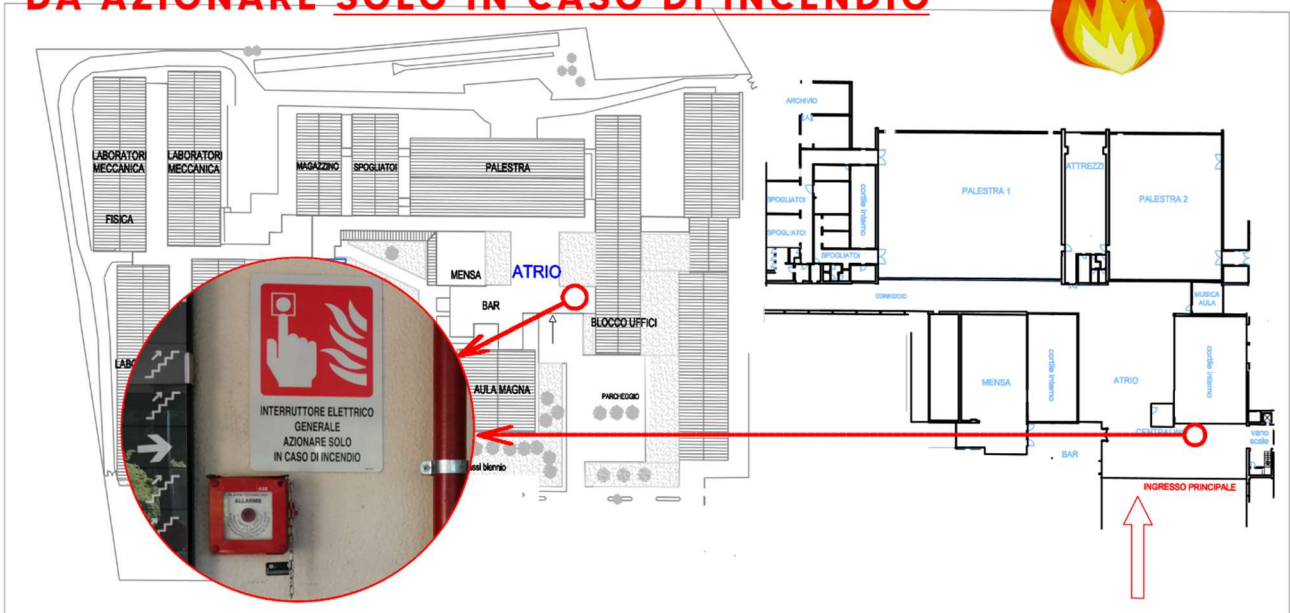 DA AZIONARE SOLO IN CASO DI INCENDIO
LABORATORI
MECCANICA
LABORATORI
MECCANICA
FISICA
MAGAZZINO
SPOGLIATOI
PALESTRA
MENSA
ATRIO
BAR
BLOCCO UFFICI
AULA MAGNA
PARCHEGGIO
biennio
INTERRUTTORE ELETTRICO
GENERALE
AZIONARE SOLO
IN CASO DI INCENDIO
ALLARME
ARCHIVIO
PALESTRA 1
ATTREZZI
PALESTRA 2
SPOGLIATOI
cortile interno
SPOGLIATOI
SPOGLIATOI
CORRIDOIO
MUSICA
AULA
MENSA
cortile interno
ATRIO
cortile interno
BAR
vano
scale
INGRESSO PRINCIPALE